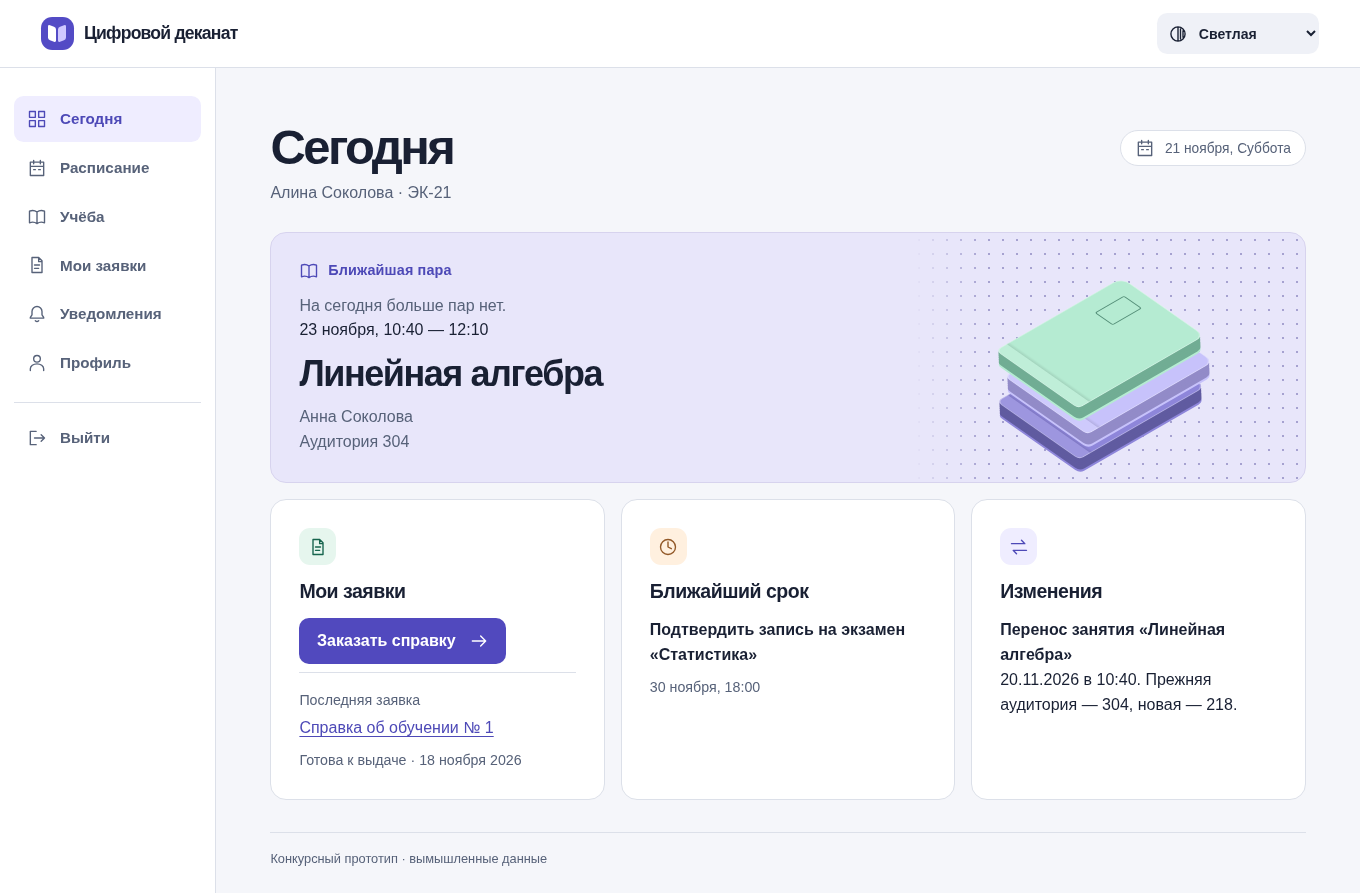 Цифровой деканат
Светлая
Сегодня
Расписание
Учёба
Мои заявки
Уведомления
Профиль
Выйти
Сегодня
21 ноября, Суббота
Алина Соколова · ЭК-21
Ближайшая пара
На сегодня больше пар нет.
23 ноября, 10:40 — 12:10
Линейная алгебра
Анна Соколова
Аудитория 304
Мои заявки
Заказать справку
Последняя заявка
Справка об обучении № 1
Готова к выдаче · 18 ноября 2026
Ближайший срок
Подтвердить запись на экзамен
«Статистика»
30 ноября, 18:00
Изменения
Перенос занятия «Линейная
алгебра»
20.11.2026 в 10:40. Прежняя
аудитория — 304, новая — 218.
Конкурсный прототип · вымышленные данные